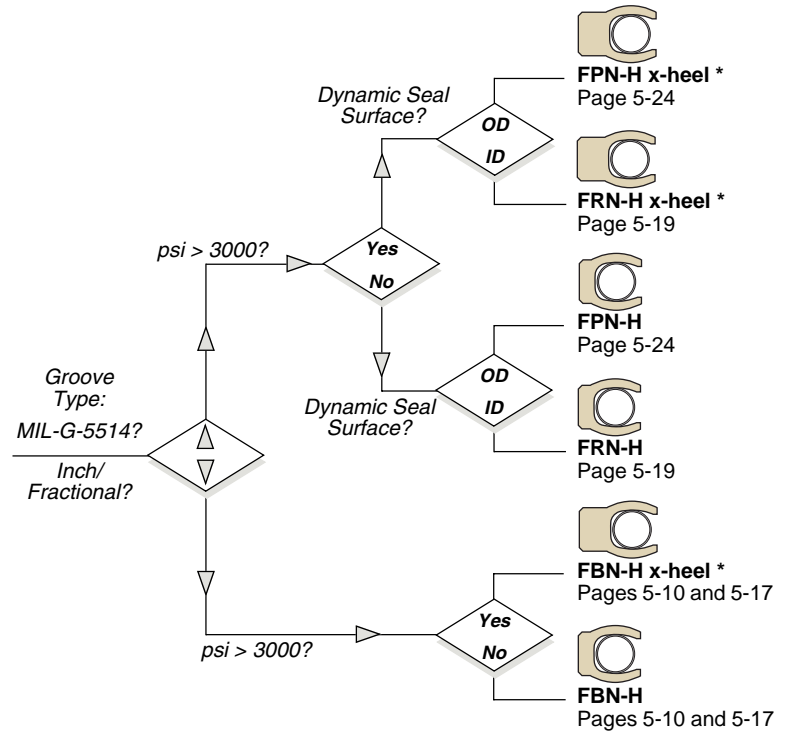 FPN-H x-heel *
Page 5-24
Dynamic Seal
Surface?
OD
ID
FRN-H x-heel *
Page 5-19
psi > 3000?
Yes
No
FPN-H
Page 5-24
Dynamic Seal
Surface?
OD
ID
FRN-H
Page 5-19
Groove
Type:
MIL-G-5514?
Inch/
Fractional?
FBN-H x-heel *
Pages 5-10 and 5-17
psi > 3000?
Yes
No
FBN-H
Pages 5-10 and 5-17